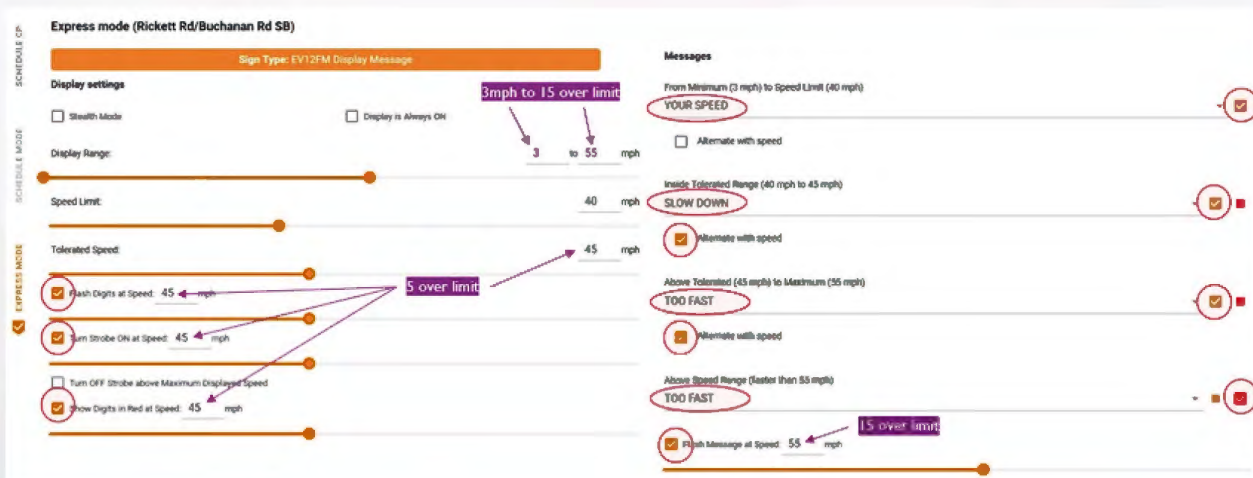 SCHEDULE CP
SCHEDULE MODE
EXPRESS MODE
Express mode (Rickett Rd/Buchanan Rd SB)
Sign Type: EV12FM Display Message
Display settings
3mph to 15 over limit
Stealth Mode
Display is Always ON
Display Range:
3 to 55 mph
Speed Limit:
40 mph
Tolerated Speed:
45 mph
5 over limit
Flash Digits at Speed: 45 mph
Turn Strobe ON at Speed: 45 mph
Turn OFF Strobe above Maximum Displayed Speed
Show Digits in Red at Speed: 45 mph
Messages
From Minimum (3 mph) to Speed Limit (40 mph)
YOUR SPEED
Alternate with speed
Inside Tolerated Range (40 mph to 45 mph)
SLOW DOWN
Alternate with speed
Above Tolerated (45 mph) to Maximum (55 mph)
TOO FAST
Alternate with speed
Above Speed Range (faster than 55 mph)
TOO FAST
15 over limit
Flash Message at Speed: 55 mph